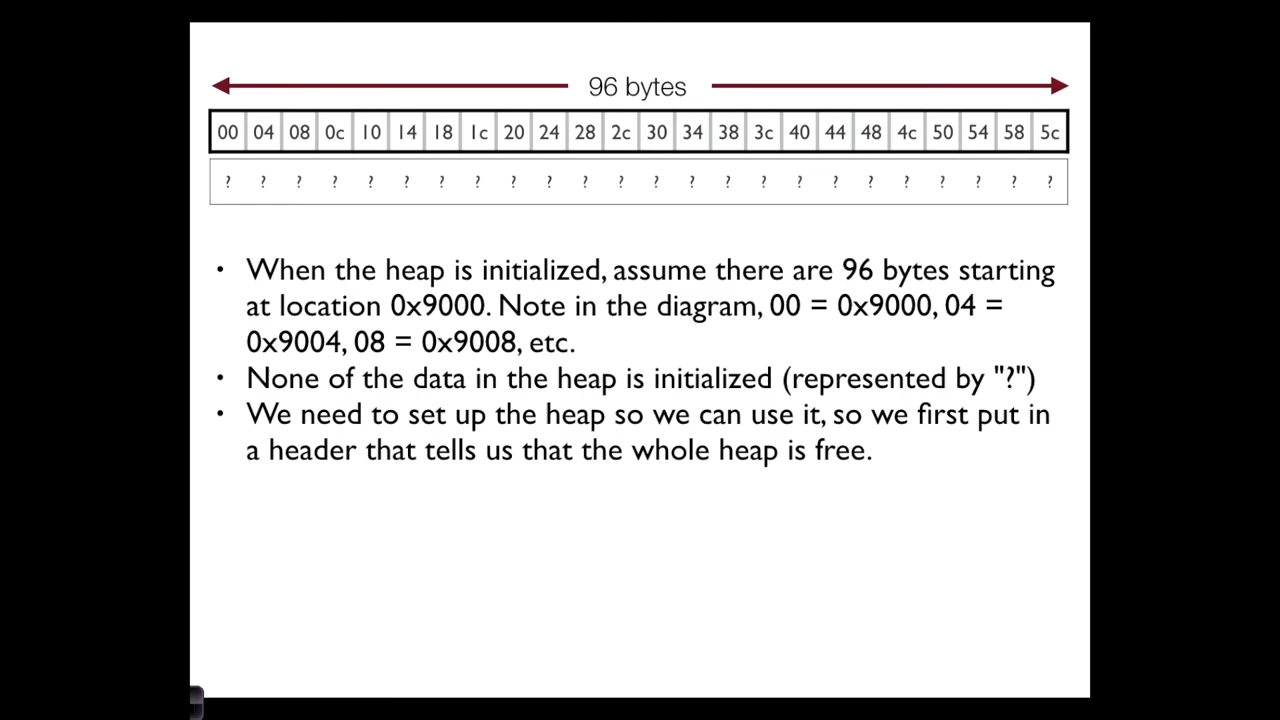 96 bytes
00 04 08 0c 10 14 18 1c 20 24 28 2c 30 34 38 3c 40 44 48 4c 50 54 58 5c
? ? ? ? ? ? ? ? ? ? ? ? ? ? ? ? ? ? ? ? ? ? ? ?
• When the heap is initialized, assume there are 96 bytes starting
at location 0x9000. Note in the diagram, 00 = 0x9000, 04 =
0x9004, 08 = 0x9008, etc.
• None of the data in the heap is initialized (represented by "?")
• We need to set up the heap so we can use it, so we first put in
a header that tells us that the whole heap is free.